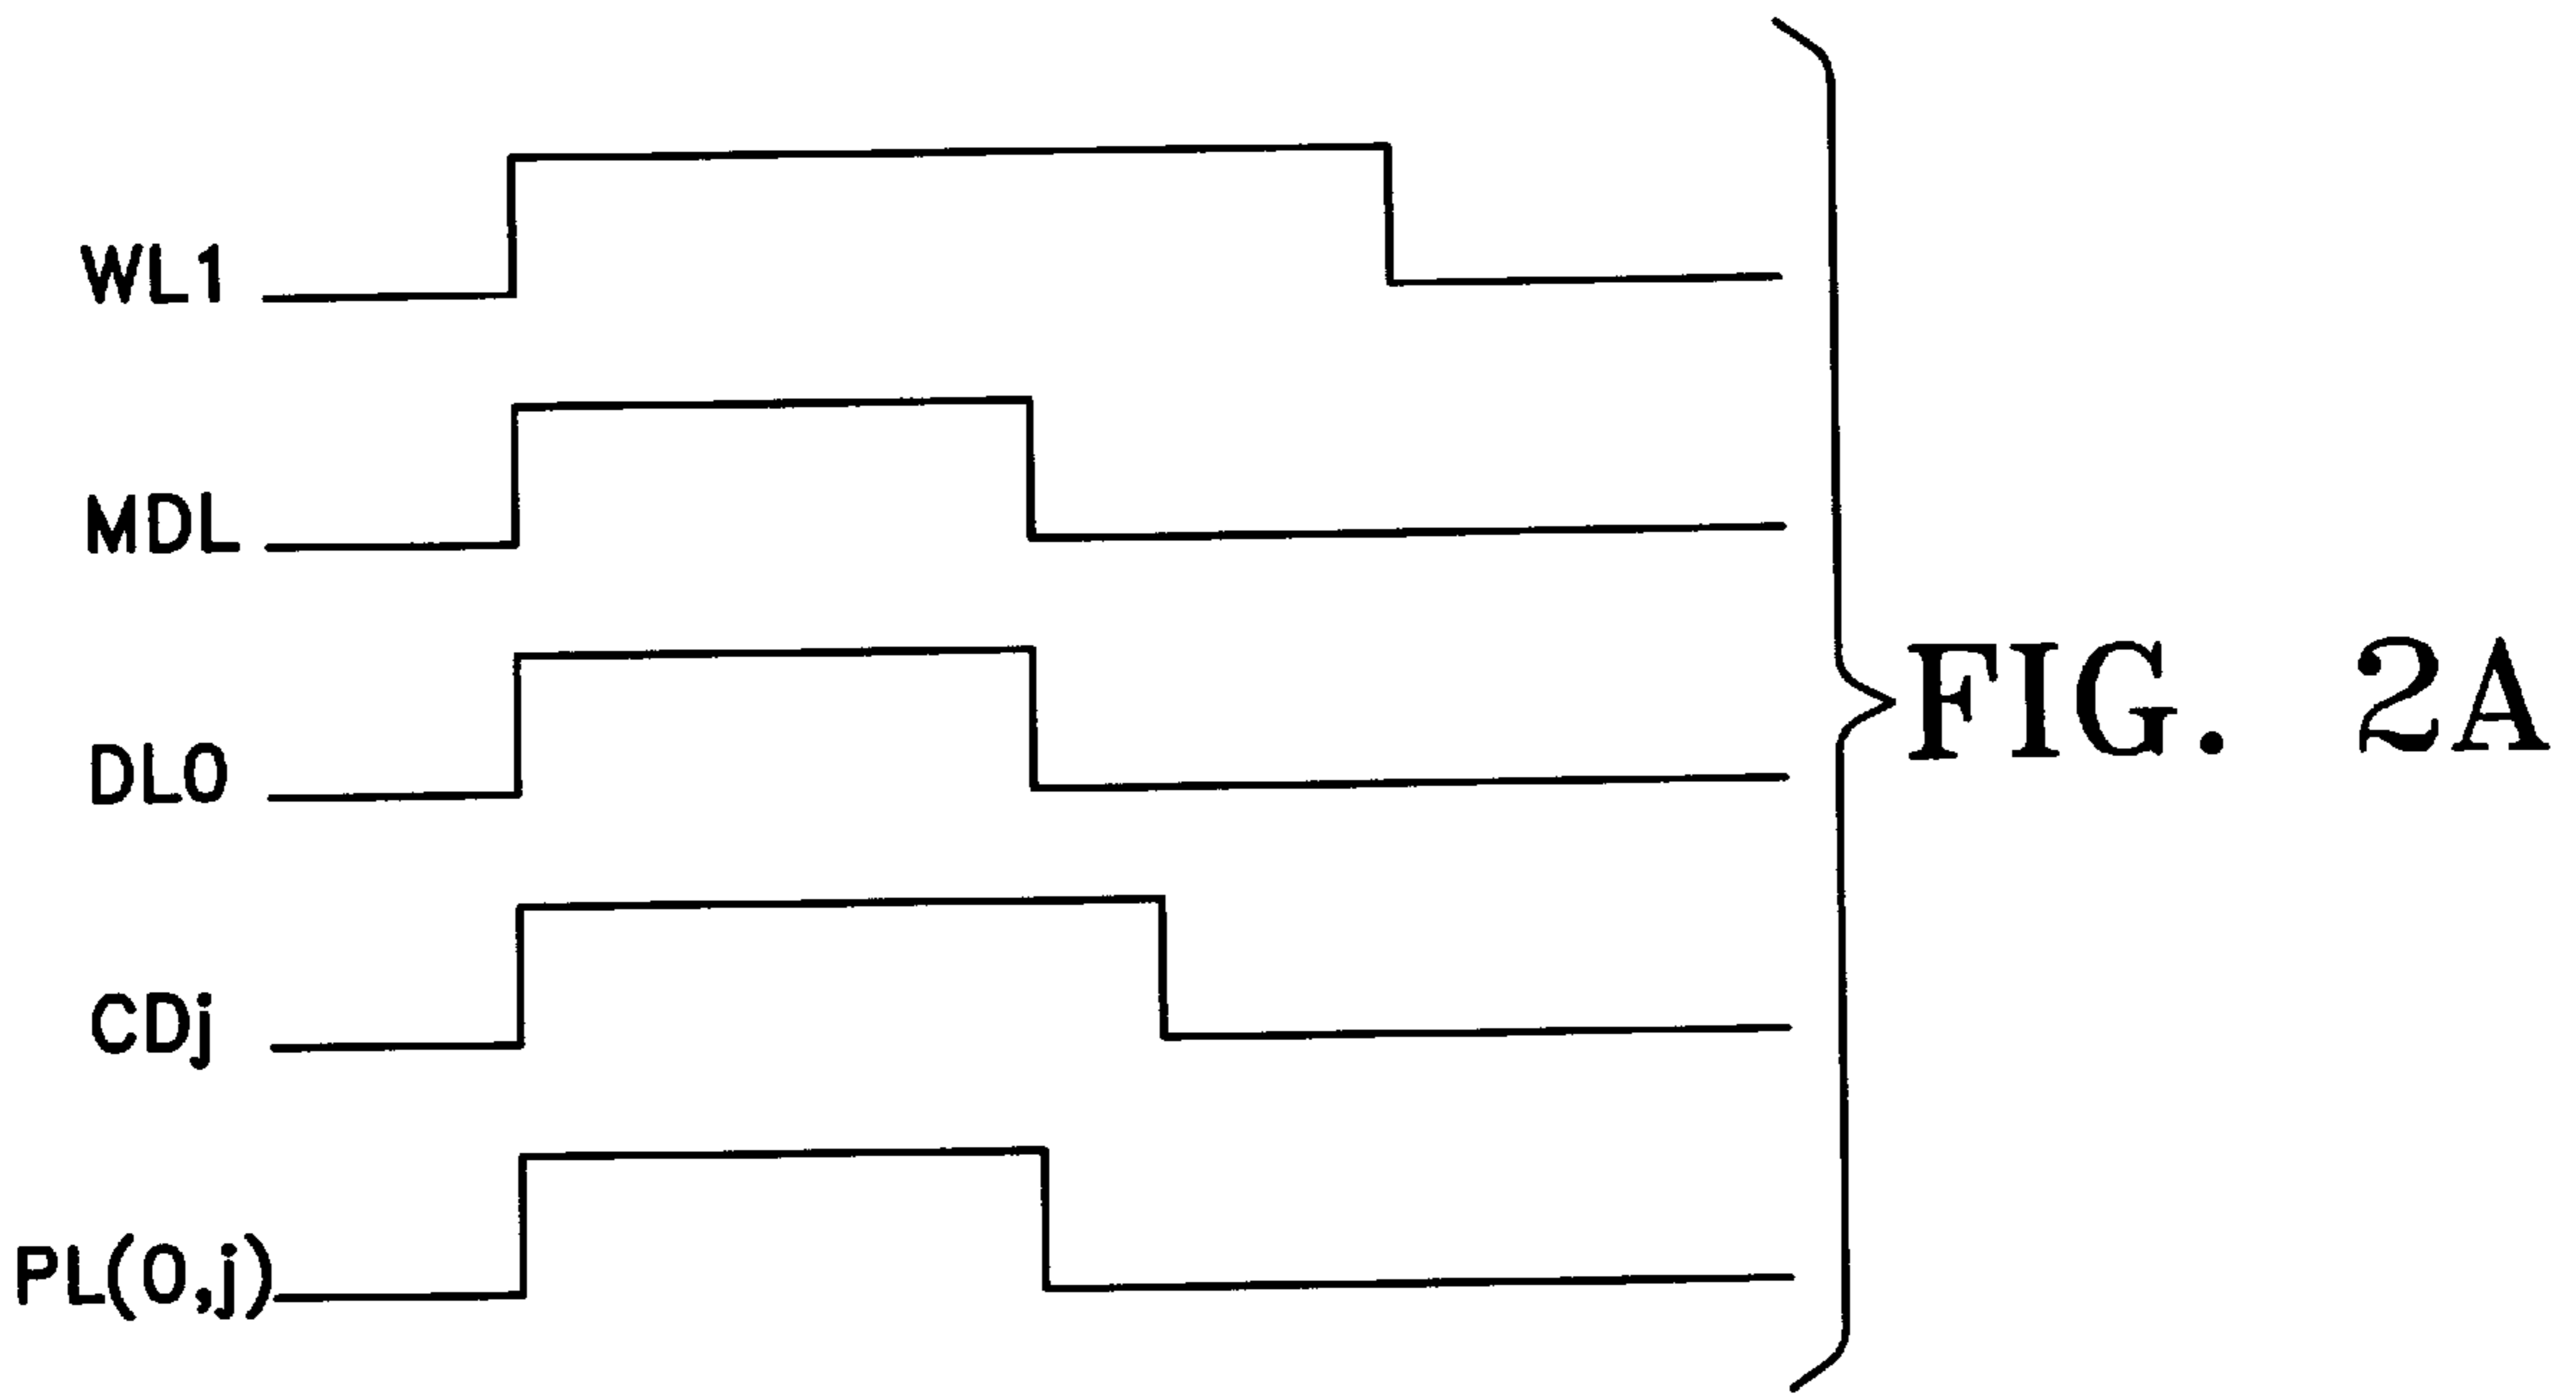 WL1
MDL
DL0
CDj
PL(0,j)
FIG. 2A